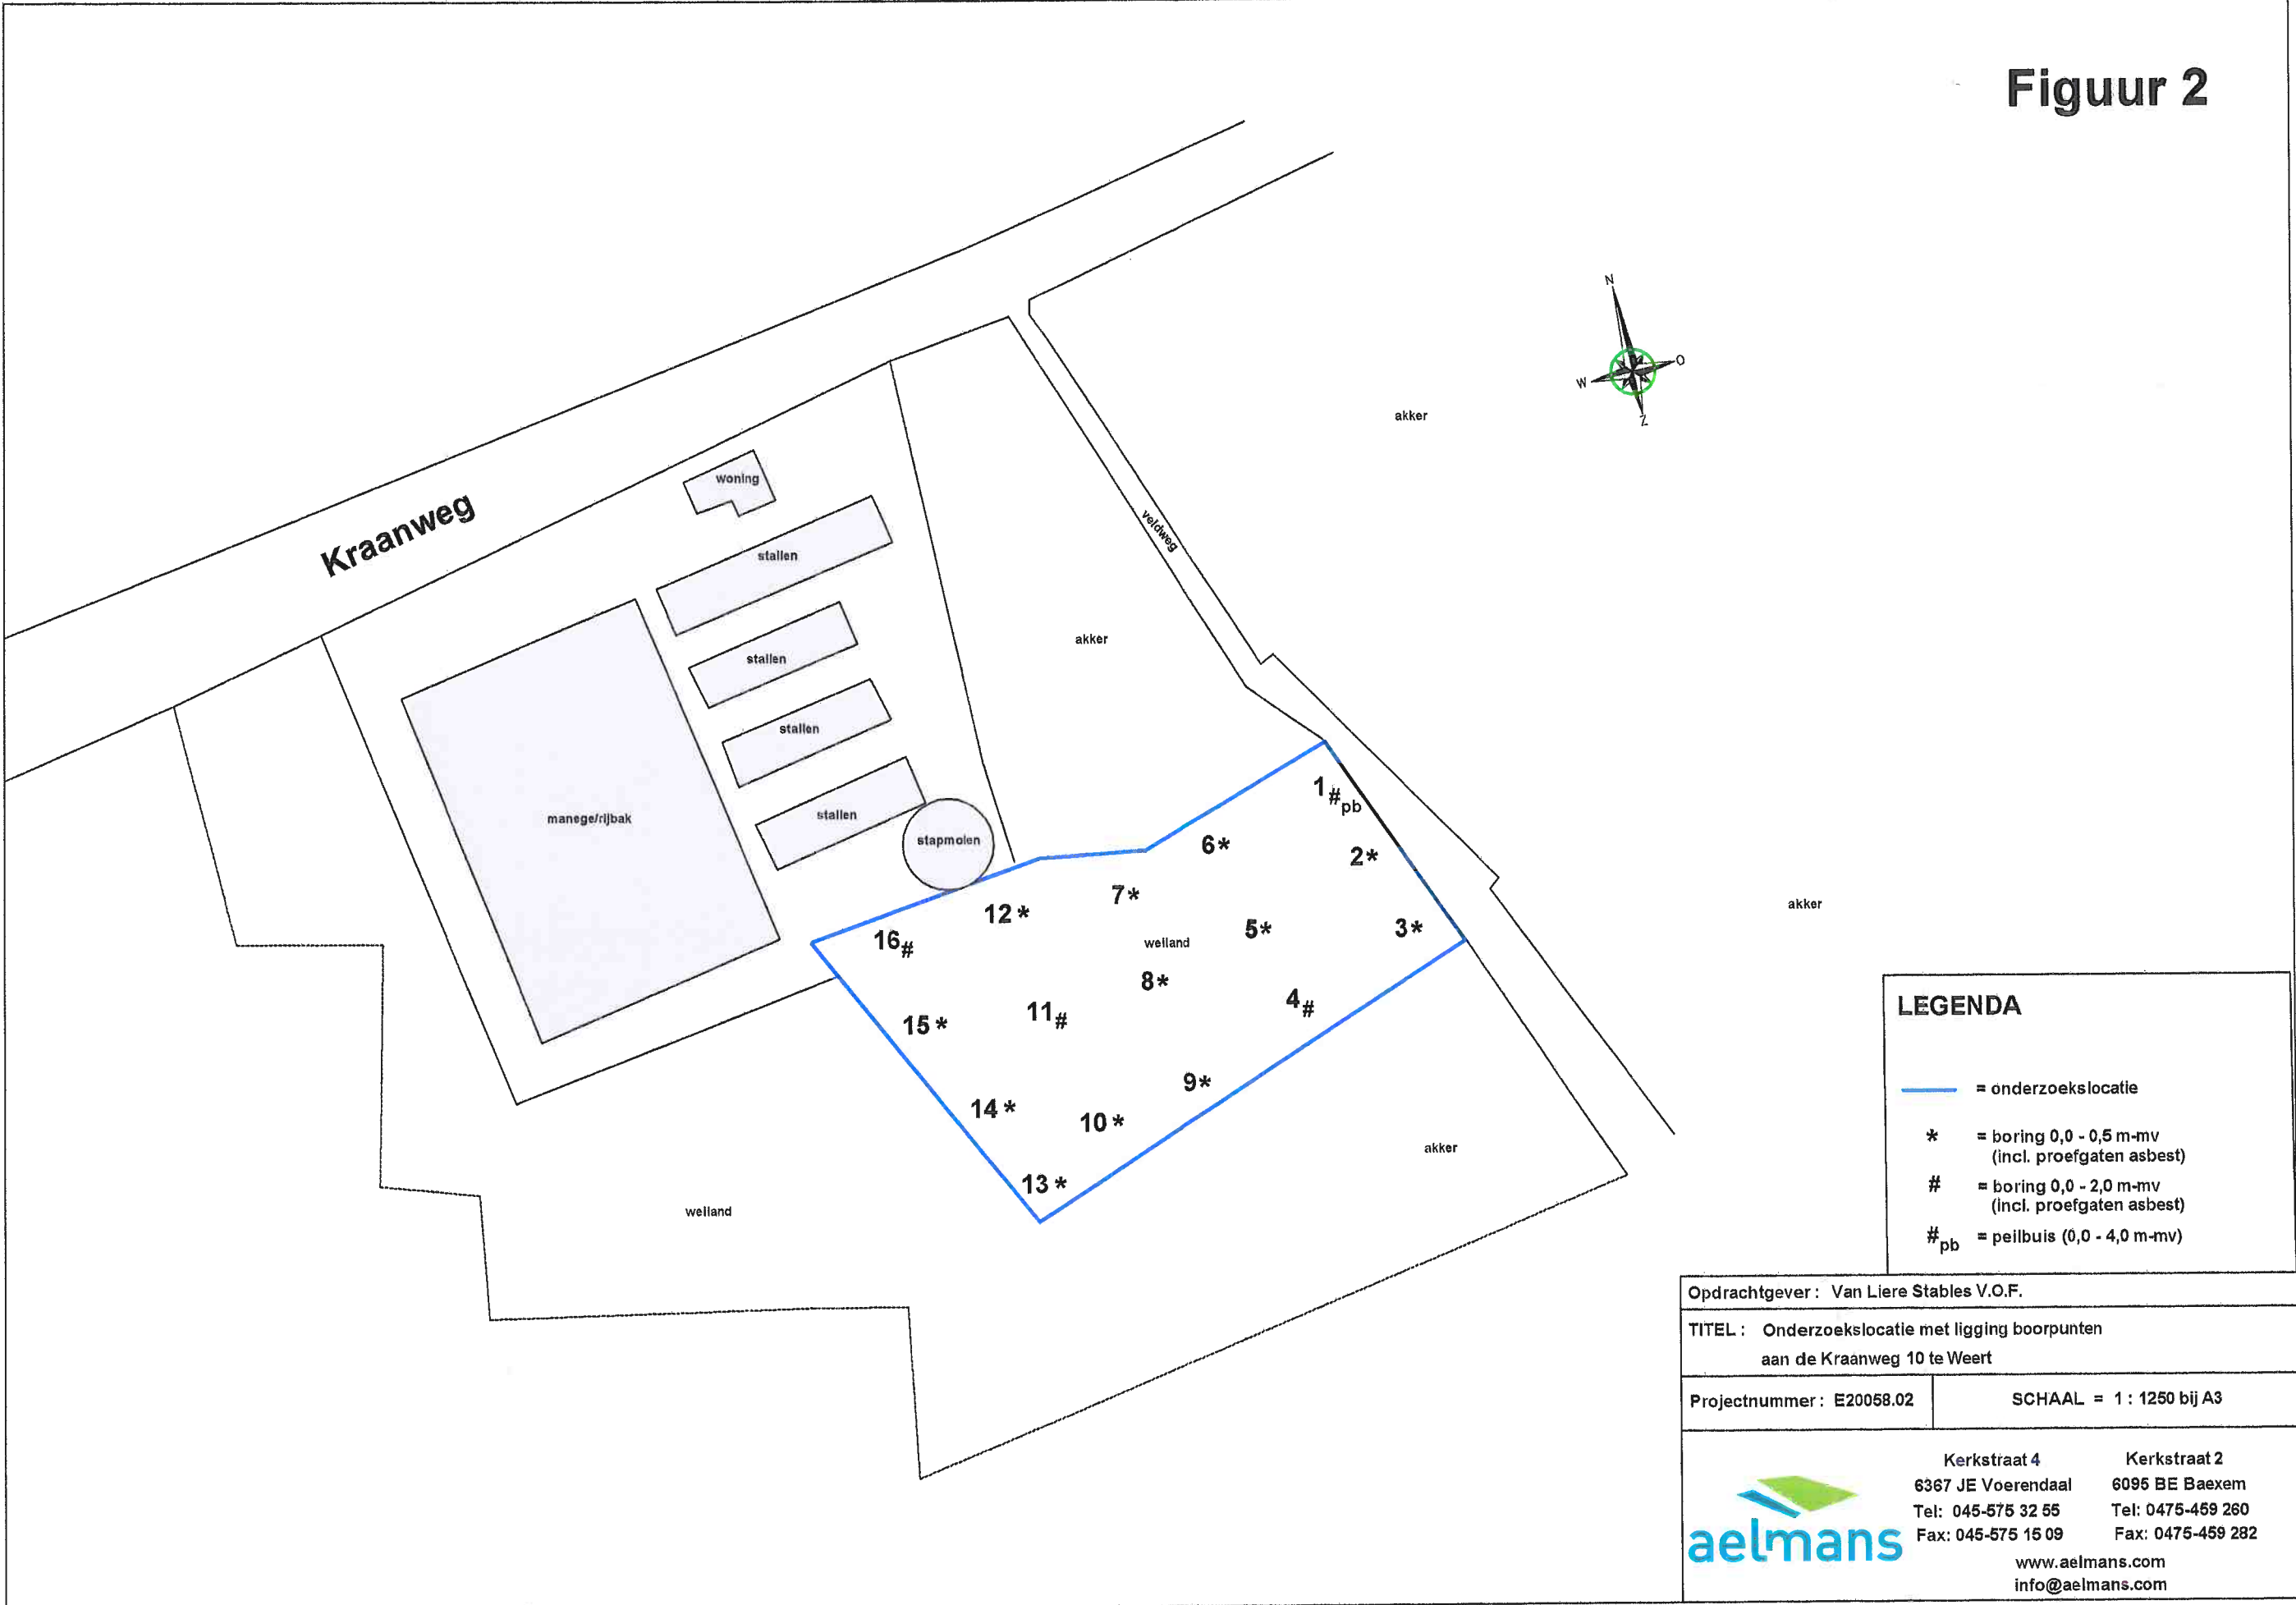 Figuur 2
N
O
W
Z
akker
woning
Kraanweg
stallen
veldweg
akker
stallen
stallen
manege/rijbak
stallen
stapmolen
1 #pb
6*
2*
7*
akker
12*
5*
3*
16#
weiland
8*
4#
11#
15*
9*
14*
10*
akker
13*
weiland
LEGENDA
= onderzoekslocatie
* = boring 0,0 - 0,5 m-mv
(incl. proefgaten asbest)
# = boring 0,0 - 2,0 m-mv
(incl. proefgaten asbest)
#pb = peilbuis (0,0 - 4,0 m-mv)
Opdrachtgever : Van Liere Stables V.O.F.
TITEL : Onderzoekslocatie met ligging boorpunten
aan de Kraanweg 10 te Weert
Projectnummer : E20058.02
SCHAAL = 1 : 1250 bij A3
aelmans
Kerkstraat 4
6367 JE Voerendaal
Tel: 045-575 32 55
Fax: 045-575 15 09
Kerkstraat 2
6095 BE Baexem
Tel: 0475-459 260
Fax: 0475-459 282
www.aelmans.com
info@aelmans.com